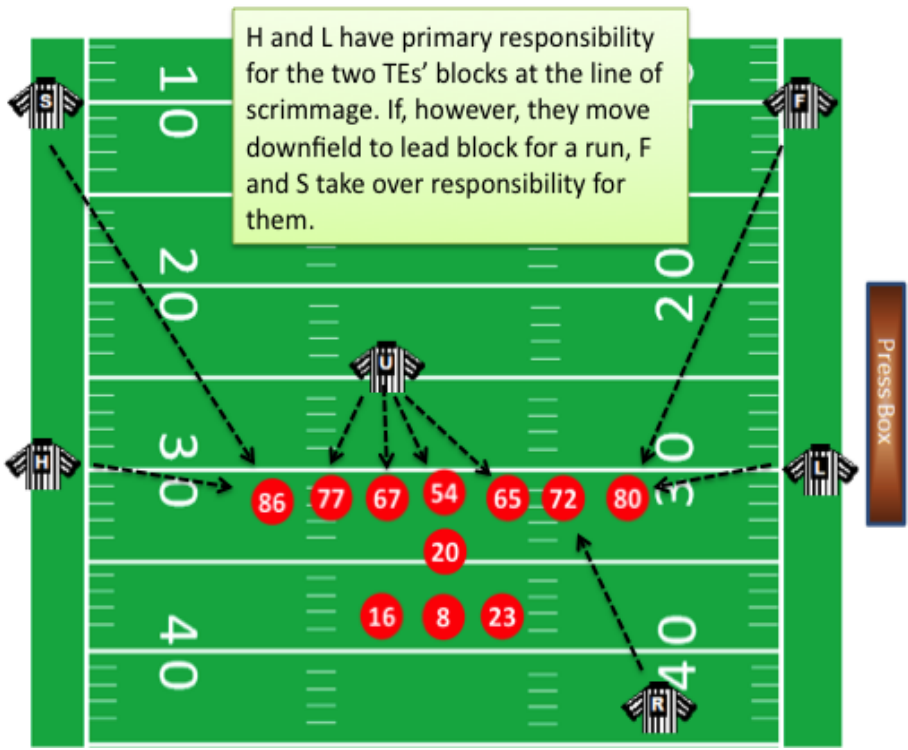 H and L have primary responsibility
for the two TEs’ blocks at the line of
scrimmage. If, however, they move
downfield to lead block for a run, F
and S take over responsibility for
them.
S
F
10
20
20
U
Press Box
H
L
30
30
86
77
67
54
65
72
80
20
16
8
23
40
40
R